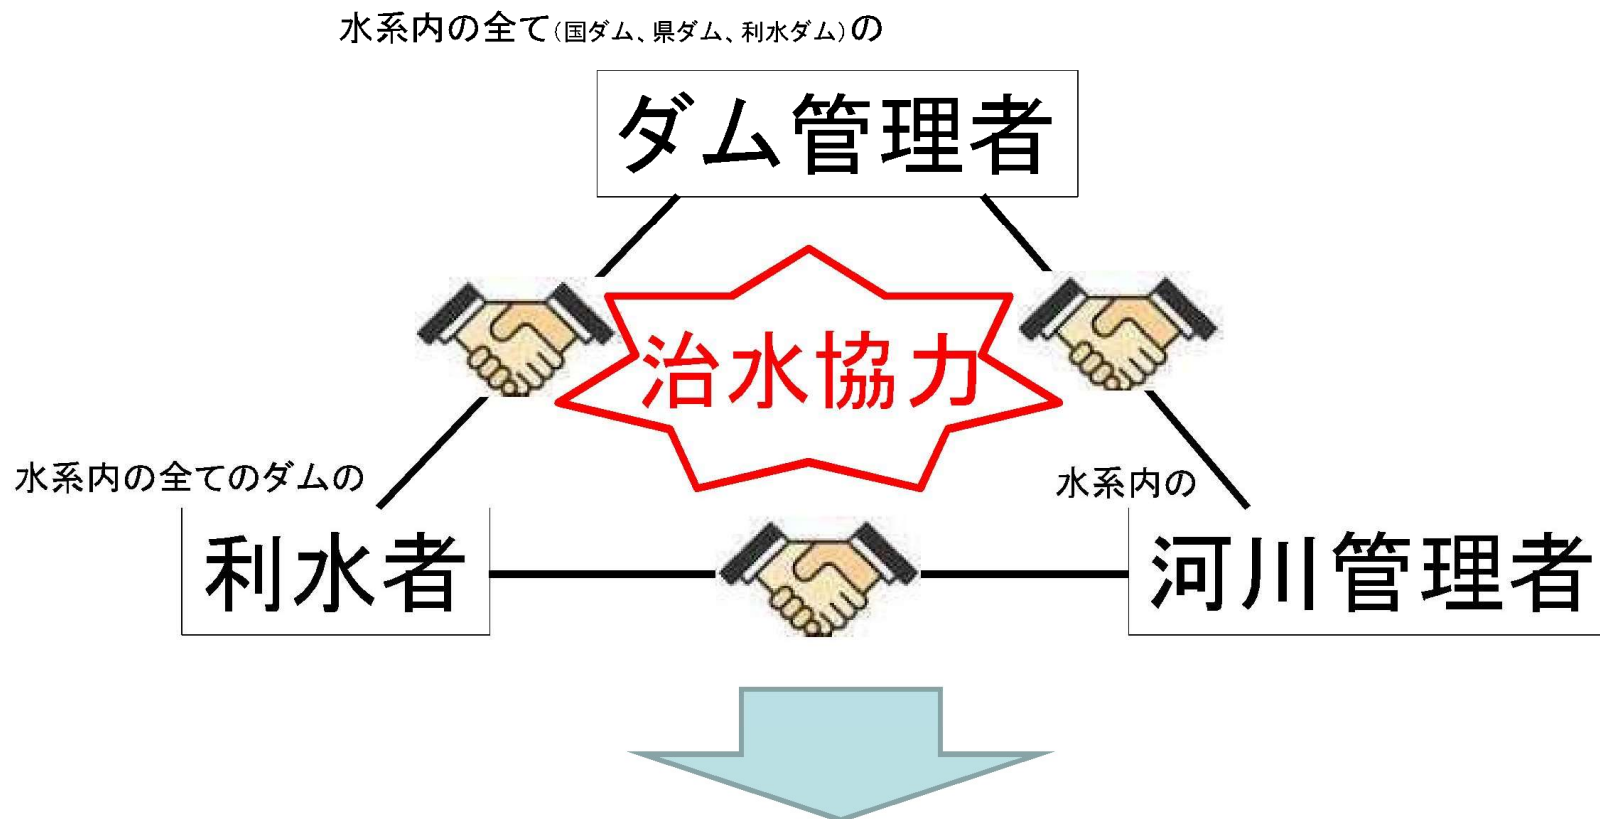 水系内の全て(国ダム、県ダム、利水ダム)の
ダム管理者
治水協力
水系内の全てのダムの
利水者
水系内の
河川管理者